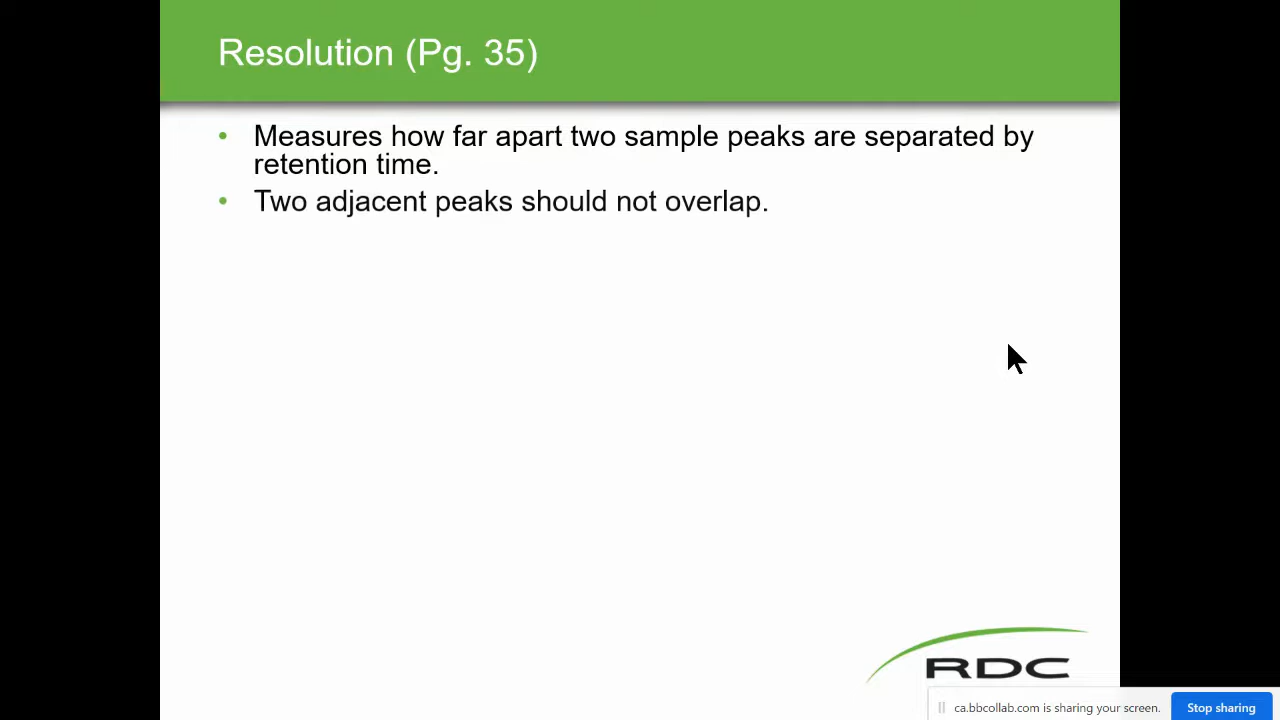 Resolution (Pg. 35)
• Measures how far apart two sample peaks are separated by
retention time.
• Two adjacent peaks should not overlap.
RDC
ca.bbcollab.com is sharing your screen.
Stop sharing